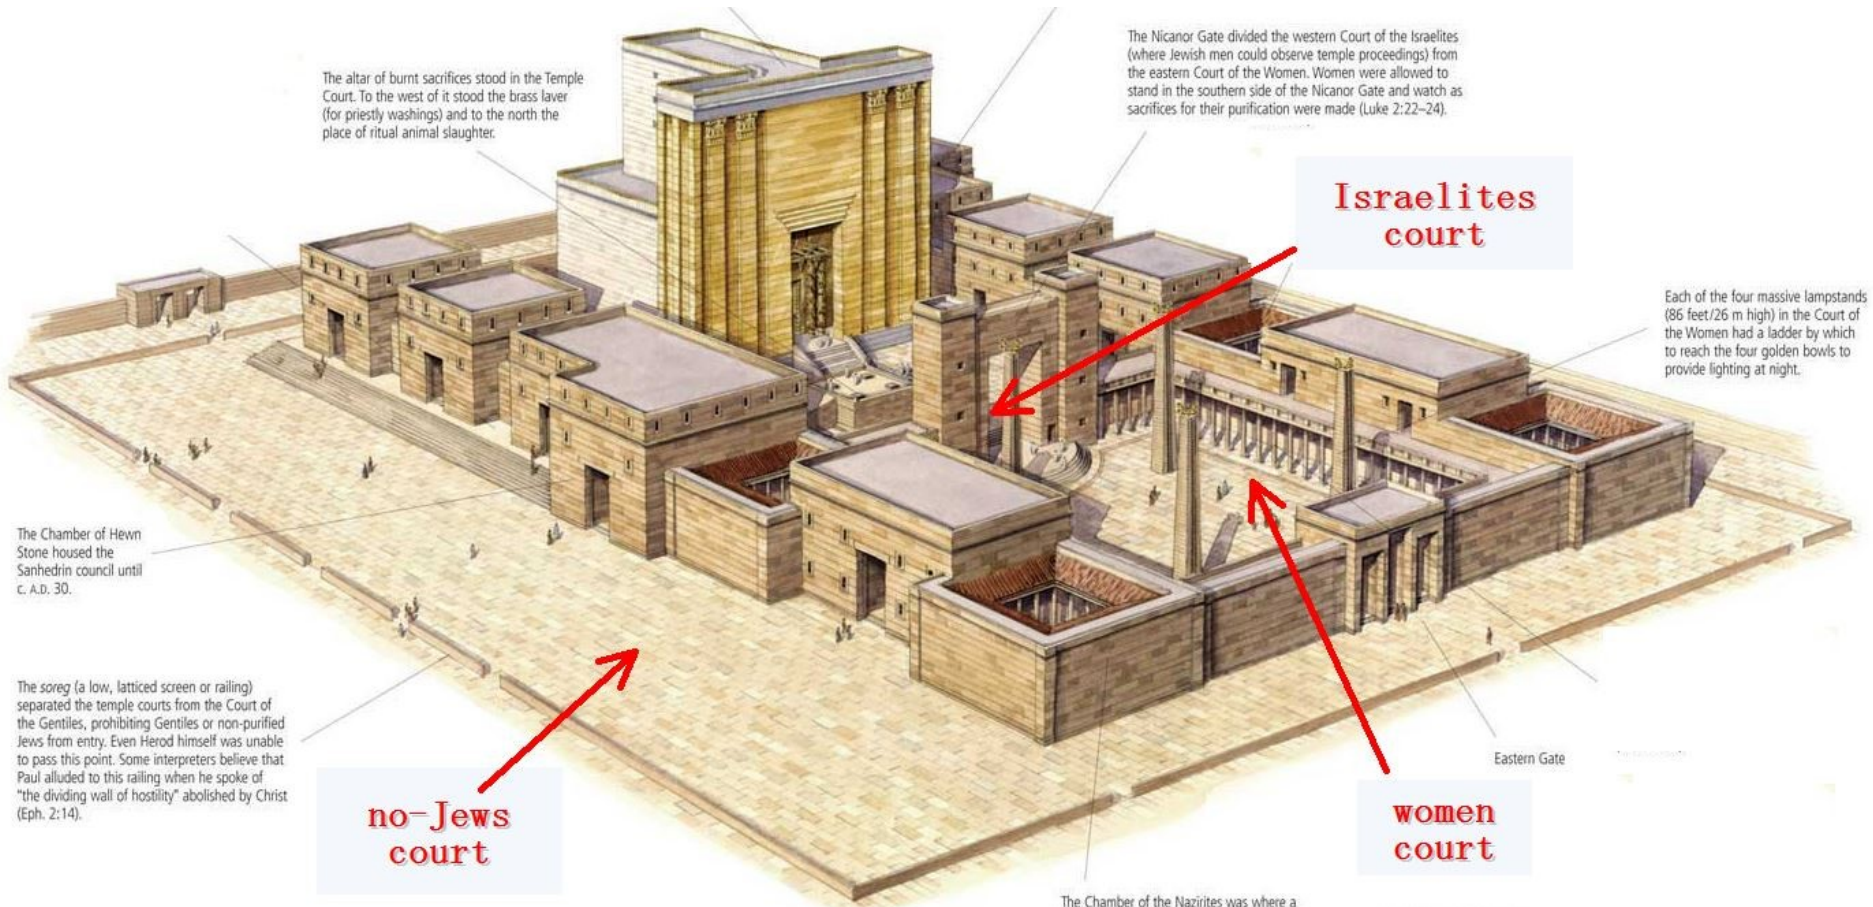 The altar of burnt sacrifices stood in the Temple
Court. To the west of it stood the brass laver
(for priestly washings) and to the north the
place of ritual animal slaughter.
The Nicanor Gate divided the western Court of the Israelites
(where Jewish men could observe temple proceedings) from
the eastern Court of the Women. Women were allowed to
stand in the southern side of the Nicanor Gate and watch as
sacrifices for their purification were made (Luke 2:22–24).
Israelites
court
Each of the four massive lampstands
(86 feet/26 m high) in the Court of
the Women had a ladder by which
to reach the four golden bowls to
provide lighting at night.
The Chamber of Hewn
Stone housed the
Sanhedrin council until
c. A.D. 30.
The soreg (a low, latticed screen or railing)
separated the temple courts from the Court of
the Gentiles, prohibiting Gentiles or non-purified
Jews from entry. Even Herod himself was unable
to pass this point. Some interpreters believe that
Paul alluded to this railing when he spoke of
"the dividing wall of hostility" abolished by Christ
(Eph. 2:14).
no-Jews
court
Eastern Gate
women
court
The Chamber of the Nazirites was where a